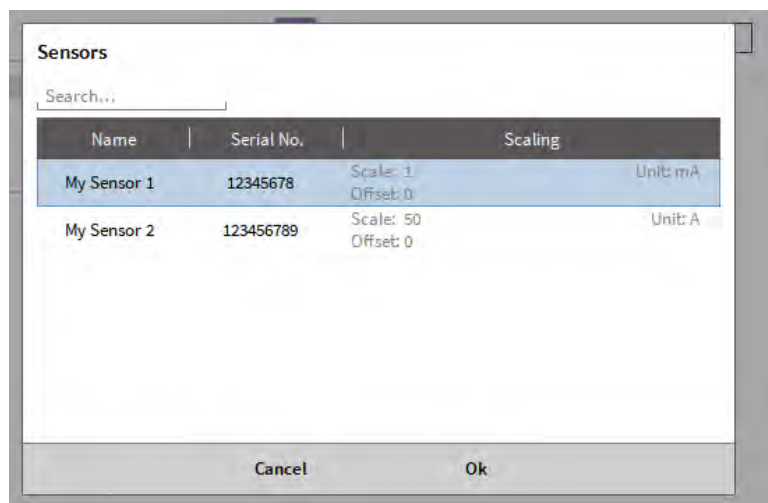 Sensors
Search...
Name Serial No. Scaling
My Sensor 1 12345678 Scale: 1 Unit: mA
Offset: 0
My Sensor 2 123456789 Scale: 50 Unit: A
Offset: 0
Cancel Ok